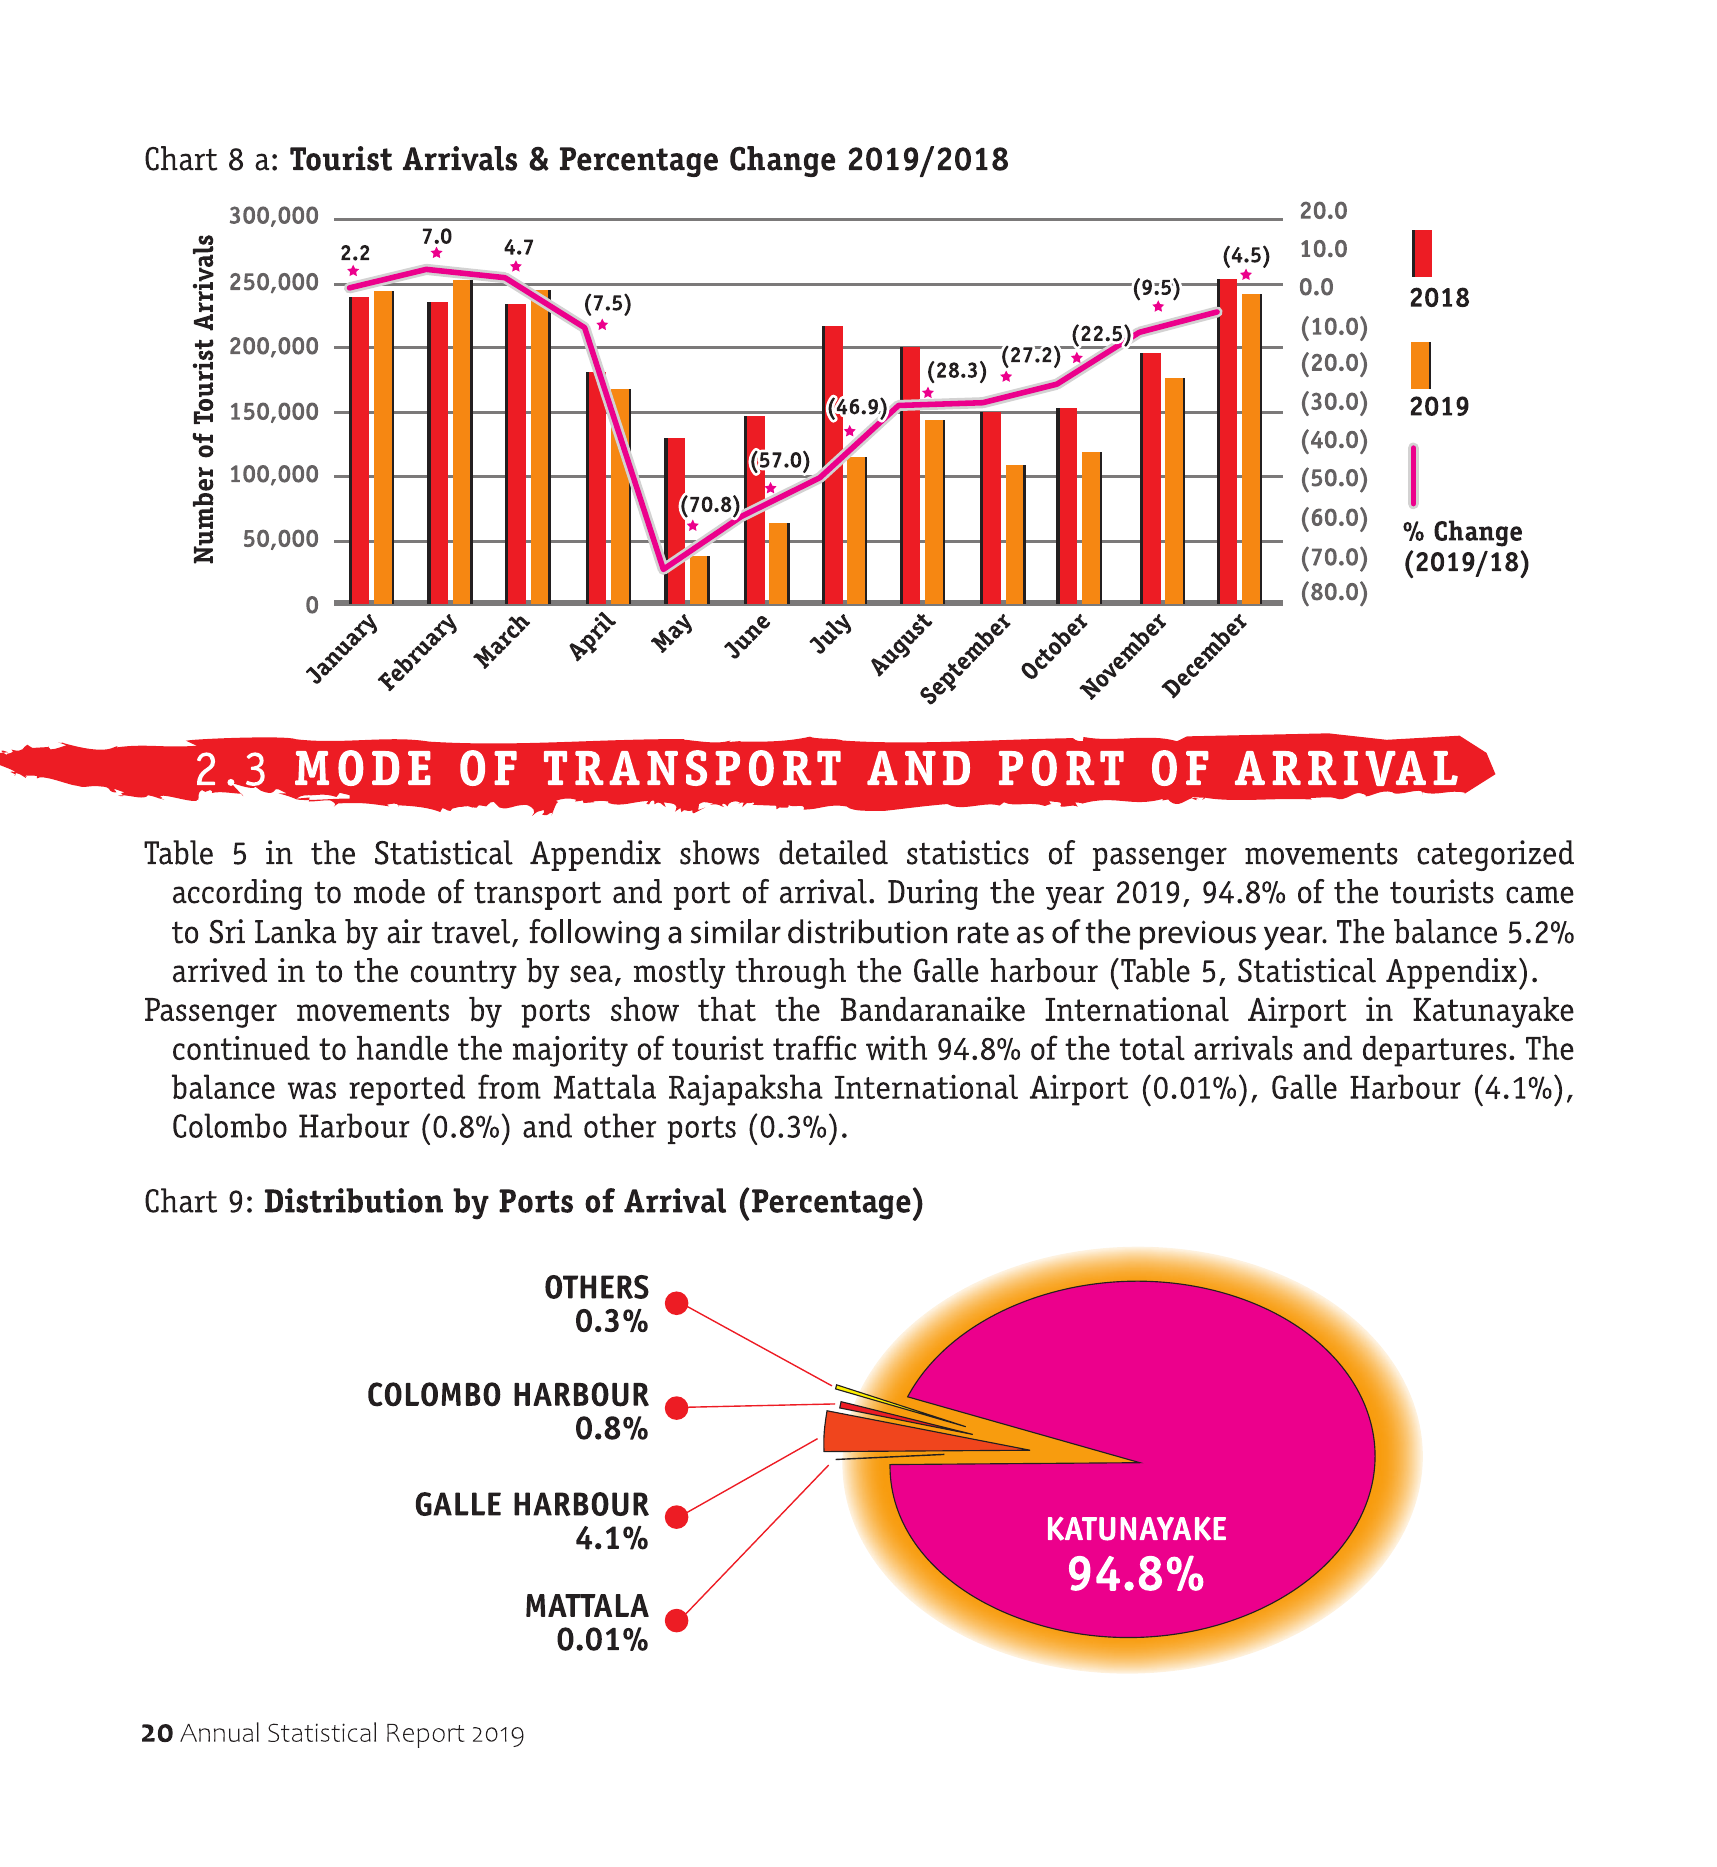 Chart 8 a: Tourist Arrivals & Percentage Change 2019/2018
Number of Tourist Arrivals
300,000
250,000
200,000
150,000
100,000
50,000
0
2.2
7.0
4.7
(7.5)
(70.8)
(57.0)
(46.9)
(28.3)
(27.2)
(22.5)
(9.5)
(4.5)
20.0
10.0
0.0
(10.0)
(20.0)
(30.0)
(40.0)
(50.0)
(60.0)
(70.0)
(80.0)
2018
2019
% Change
(2019/18)
January
February
March
April
May
June
July
August
September
October
November
December
2.3 MODE OF TRANSPORT AND PORT OF ARRIVAL
Table 5 in the Statistical Appendix shows detailed statistics of passenger movements categorized
according to mode of transport and port of arrival. During the year 2019, 94.8% of the tourists came
to Sri Lanka by air travel, following a similar distribution rate as of the previous year. The balance 5.2%
arrived in to the country by sea, mostly through the Galle harbour (Table 5, Statistical Appendix).
Passenger movements by ports show that the Bandaranaike International Airport in Katunayake
continued to handle the majority of tourist traffic with 94.8% of the total arrivals and departures. The
balance was reported from Mattala Rajapaksha International Airport (0.01%), Galle Harbour (4.1%),
Colombo Harbour (0.8%) and other ports (0.3%).
Chart 9: Distribution by Ports of Arrival (Percentage)
OTHERS
0.3%
COLOMBO HARBOUR
0.8%
GALLE HARBOUR
4.1%
MATTALA
0.01%
KATUNAYAKE
94.8%
20 Annual Statistical Report 2019